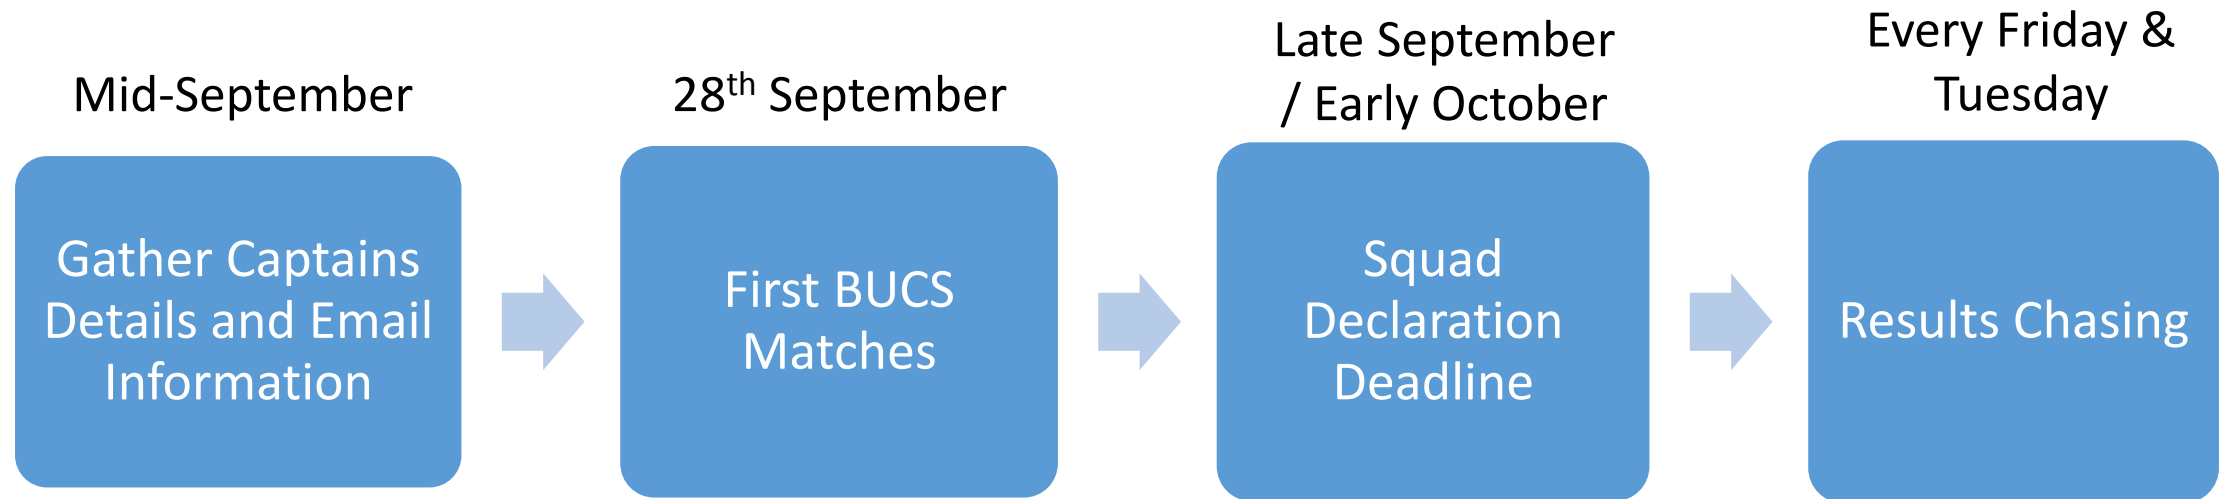 Mid-September
Gather Captains
Details and Email
Information
28th September
First BUCS
Matches
Late September
/ Early October
Squad
Declaration
Deadline
Every Friday &
Tuesday
Results Chasing